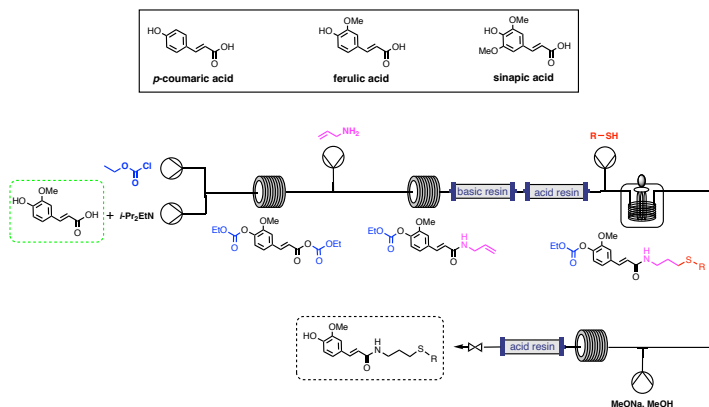 HO
OMe
OH
O
p-coumaric acid
HO
OMe
OH
O
ferulic acid
OMe
HO
MeO
OH
O
sinapic acid
O
Cl
O
NH2
R–SH
HO
OMe
OH
O
+ i-Pr2EtN
basic resin
acid resin
EtO
O
O
OMe
O
O
OEt
O
EtO
O
O
OMe
H
N
O
EtO
O
O
OMe
H
N
O
S
R
HO
OMe
H
N
O
S
R
acid resin
MeONa, MeOH